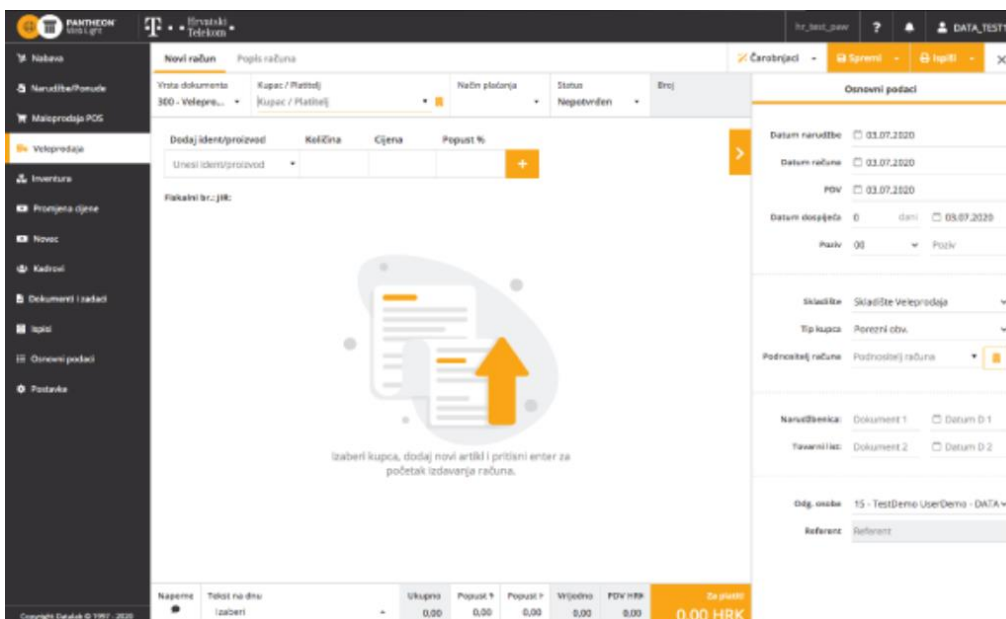 PANTHEON
Web Light
Hrvatski
Telekom
hr_test_paw
?
DATA_TEST1
Nabava
Narudžbe/Ponude
Maloprodaja POS
Veleprodaja
Inventura
Promjena cijene
Novac
Kadrovi
Dokumenti i zadaci
Ispisi
Osnovni podaci
Postavke
Copyright Datalab © 1997 - 2020
Novi račun Popis računa
Čarobnjaci Spremi Ispiši
Vrsta dokumenta Kupac / Platitelj Način plaćanja Status Broj
300 - Velepro... Kupac / Platitelj Nepotvrđen
Dodaj ident/proizvod Količina Cijena Popust %
Unesi ident/proizvod +
Fiskalni br.: JIR:
Izaberi kupca, dodaj novi artikl i pritisni enter za
početak izdavanja računa.
Osnovni podaci
Datum narudžbe 03.07.2020
Datum računa 03.07.2020
PDV 03.07.2020
Datum dospijeća 0 dani 03.07.2020
Poziv 00 Poziv
Skladište Skladište Veleprodaja
Tip kupca Porezni obv.
Podnositelj računa Podnositelj računa
Narudžbenica: Dokument 1 Datum D 1
Tovarni list: Dokument 2 Datum D 2
Odg. osoba 15 - TestDemo UserDemo - DATA
Referent Referent
Tekst na dnu Ukupno Popust Popust Vrijedno PDV HRK Za platiti
Izaberi 0,00 0,00 0,00 0,00 0,00 0.00 HRK